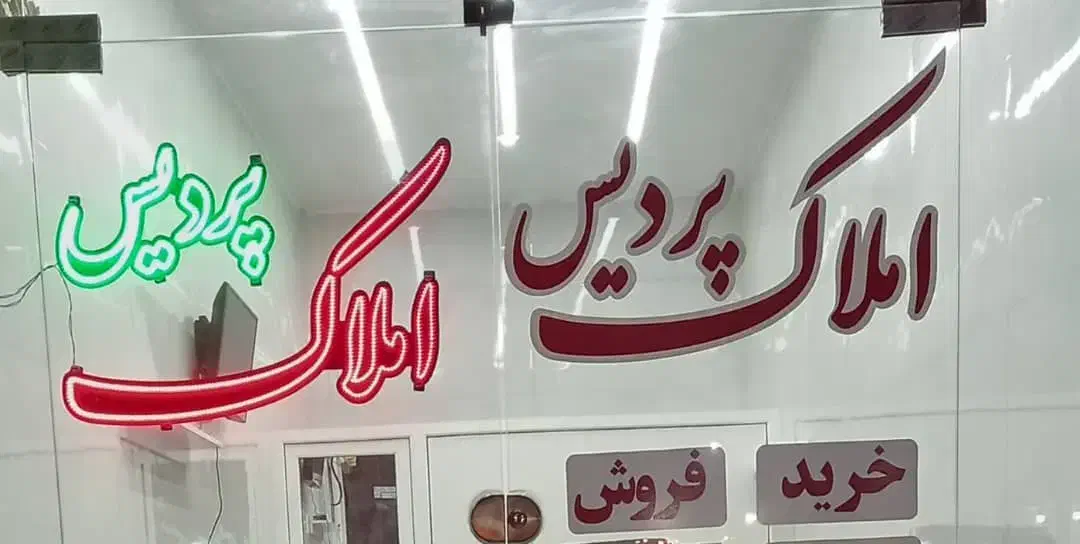 املاک پردیس
املاک پردیس
خرید فروش